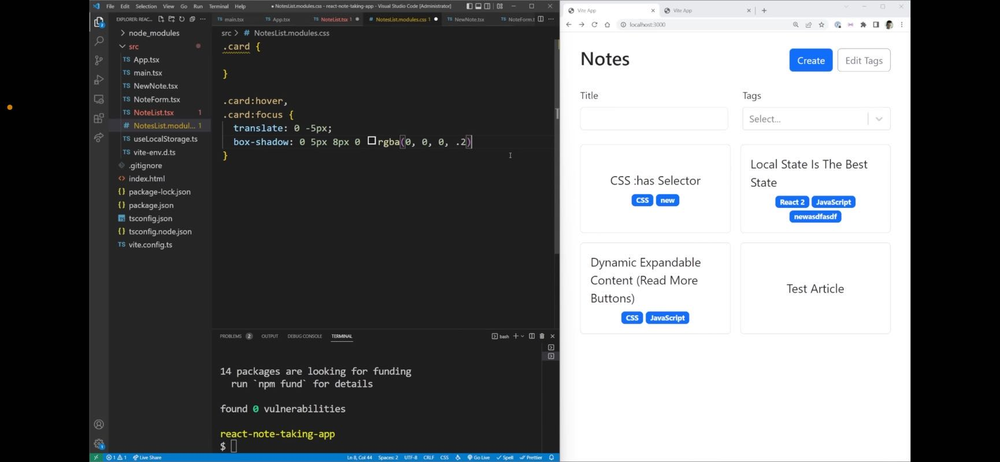 File Edit Selection View Go Run Terminal Help
• NotesList.modules.css - react-note-taking-app - Visual Studio Code [Administrator]
EXPLORER: REAC...
node_modules
src
TS App.tsx
TS main.tsx
TS NewNote.tsx
TS NoteForm.tsx
TS NoteList.tsx 1
# NotesList.modul... 1
TS useLocalStorage.ts
TS vite-env.d.ts
.gitignore
<> index.html
{} package-lock.json
{} package.json
TS tsconfig.json
{} tsconfig.node.json
TS vite.config.ts
TS main.tsx
TS App.tsx
TS NoteList.tsx 1
# NotesList.modules.css 1
TS NewNote.tsx
TS NoteForm.t
src > # NotesList.modules.css
.card {
}
.card:hover,
.card:focus {
translate: 0 -5px;
box-shadow: 0 5px 8px 0 rgba(0, 0, 0, .2)
}
PROBLEMS 2 OUTPUT DEBUG CONSOLE TERMINAL
bash
14 packages are looking for funding
run `npm fund` for details
found 0 vulnerabilities
react-note-taking-app
$
1 1 Live Share
Ln 8, Col 44 Spaces: 2 UTF-8 CRLF CSS Go Live Spell Prettier
Vite App
Vite App
localhost:3000
Notes
Create
Edit Tags
Title
Tags
Select...
CSS :has Selector
CSS new
Local State Is The Best
State
React 2 JavaScript
newasdfasdf
Dynamic Expandable
Content (Read More
Buttons)
CSS JavaScript
Test Article